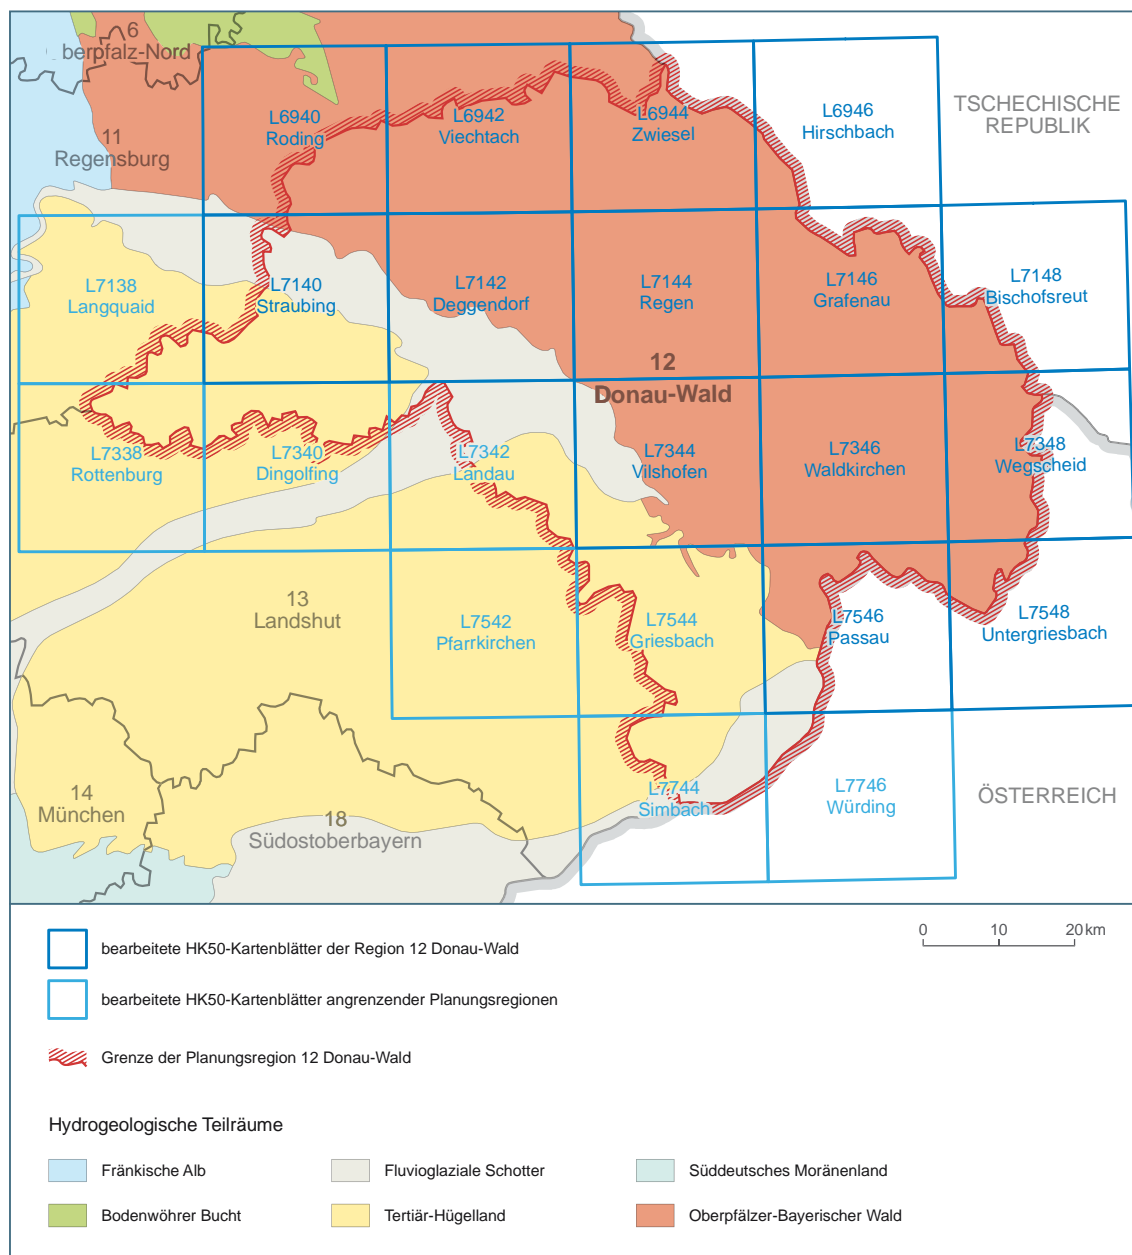 6
berpfalz-Nord
L6940
Roding
L6942
Viechtach
L6944
Zwiesel
L6946
Hirschbach
TSCHECHISCHE
REPUBLIK
11
Regensburg
L7138
Langquaid
L7140
Straubing
L7142
Deggendorf
L7144
Regen
L7146
Grafenau
L7148
Bischofsreut
12
Donau-Wald
L7338
Rottenburg
L7340
Dingolfing
L7342
Landau
L7344
Vilshofen
L7346
Waldkirchen
L7348
Wegscheid
13
Landshut
L7542
Pfarrkirchen
L7544
Griesbach
L7546
Passau
L7548
Untergriesbach
14
München
18
Südostoberbayern
L7744
Simbach
L7746
Würding
ÖSTERREICH
bearbeitete HK50-Kartenblätter der Region 12 Donau-Wald
0 10 20 km
bearbeitete HK50-Kartenblätter angrenzender Planungsregionen
Grenze der Planungsregion 12 Donau-Wald
Hydrogeologische Teilräume
Fränkische Alb
Fluvioglaziale Schotter
Süddeutsches Moränenland
Bodenwöhrer Bucht
Tertiär-Hügelland
Oberpfälzer-Bayerischer Wald